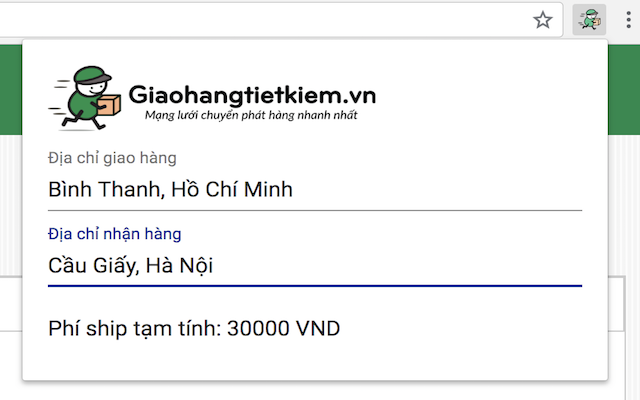 Giaohangtietkiem.vn
Mạng lưới chuyển phát hàng nhanh nhất
Địa chỉ giao hàng
Bình Thanh, Hồ Chí Minh
Địa chỉ nhận hàng
Cầu Giấy, Hà Nội
Phí ship tạm tính: 30000 VND